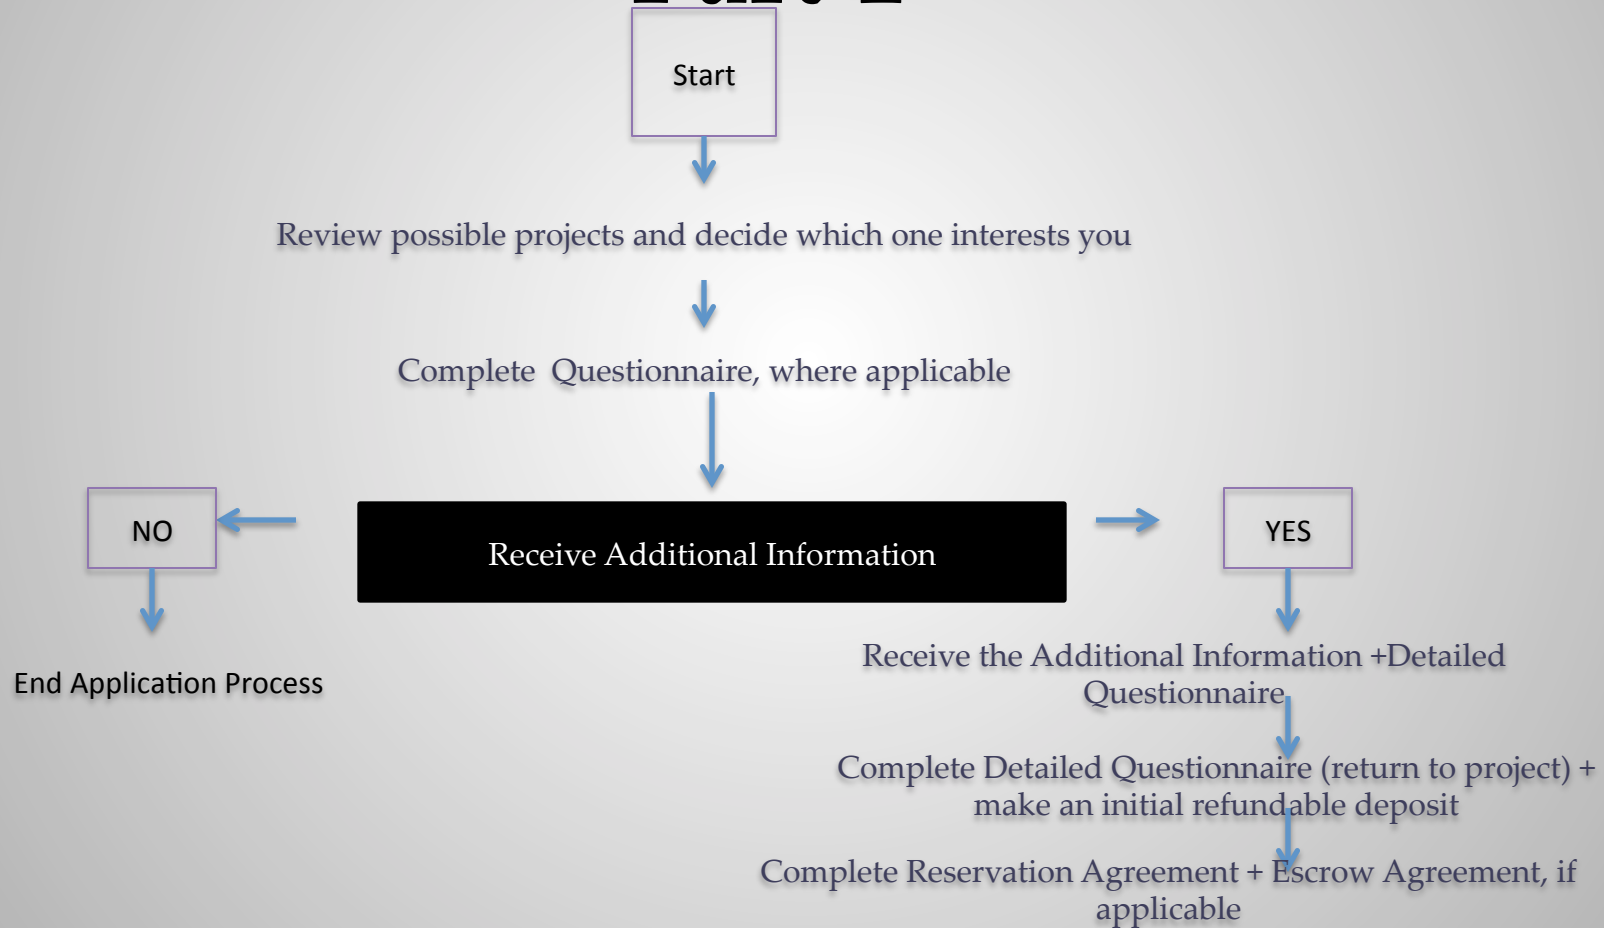 Start
Review possible projects and decide which one interests you
Complete  Questionnaire, where applicable
NO
Receive Additional Information
YES
End Application Process
Receive the Additional Information +Detailed
Questionnaire
Complete Detailed Questionnaire (return to project) +
make an initial refundable deposit
Complete Reservation Agreement + Escrow Agreement, if
applicable